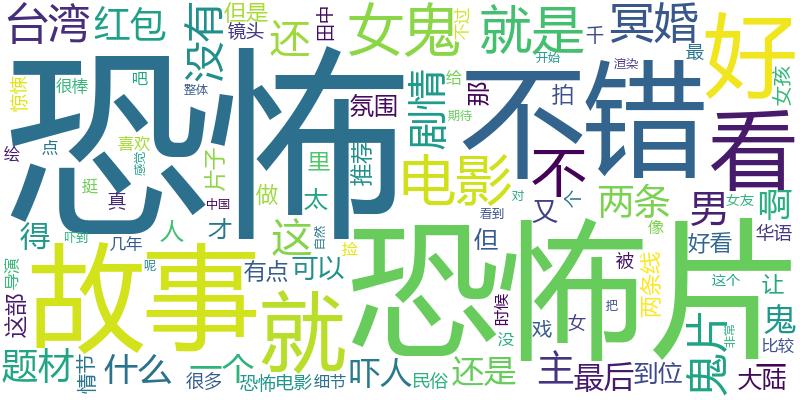 台湾 红包 没有 但是 镜头 还 田中 女鬼 不过 就是 千 冥婚 最 好
惊悚 很棒 吧 开始 给 渲染 女孩
恐怖 整体 氛围 剧情 那 拍 不错 看
绘 点 喜欢 感觉 片子 里 推荐 期待 电影 不
挺 真 中国 做 太 又 对 个 两条 男 女友 啊
得 吓到 几年 人 才 这 自然 捡 看到 但 像 好看 华语
导演 呢 故事 有点 可以 就 恐怖片 被 两条线 这个 让
这部 时候 戏 女 把 没 非常 鬼
题材 情节 什么 一个 吓人 还是 主 最后 到位 鬼片 比较
很多 恐怖电影 细节 民俗 大陆